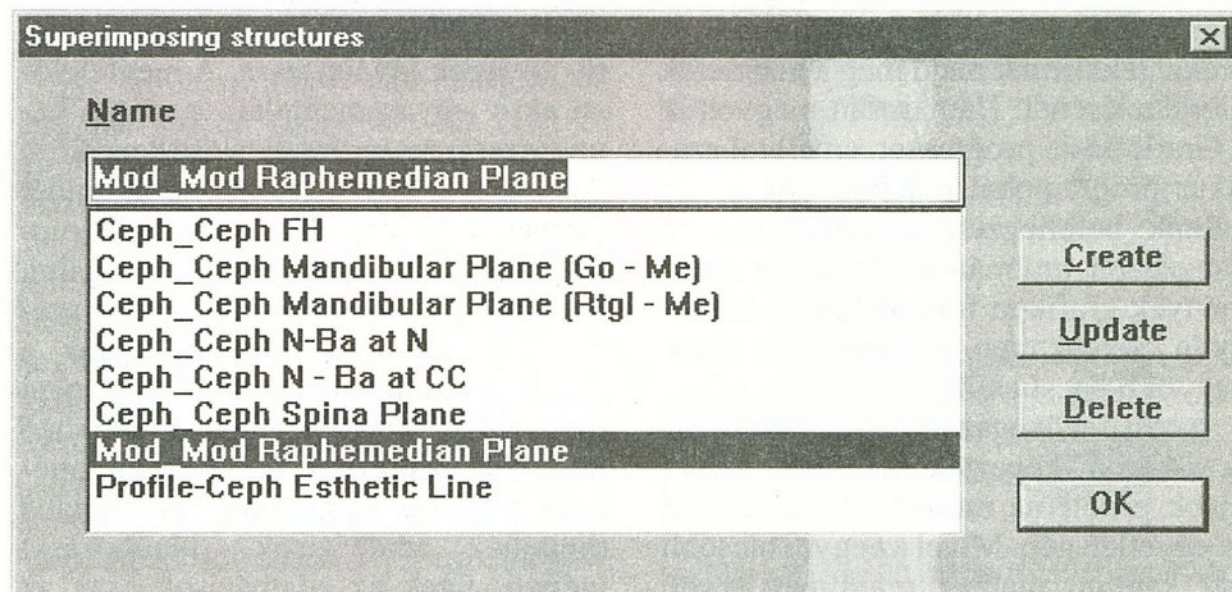 Superimposing structures
Name
Mod_Mod Raphemedian Plane
Ceph_Ceph FH
Ceph_Ceph Mandibular Plane (Go - Me)
Ceph_Ceph Mandibular Plane (Rtgl - Me)
Ceph_Ceph N-Ba at N
Ceph_Ceph N - Ba at CC
Ceph_Ceph Spina Plane
Mod_Mod Raphemedian Plane
Profile-Ceph Esthetic Line
Create
Update
Delete
OK